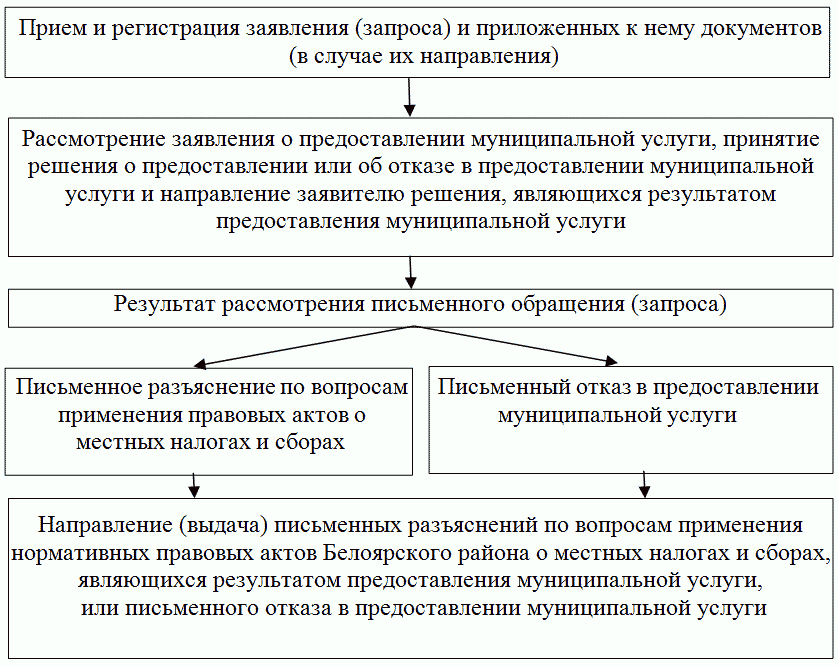 Прием и регистрация заявления (запроса) и приложенных к нему документов
(в случае их направления)
Рассмотрение заявления о предоставлении муниципальной услуги, принятие
решения о предоставлении или об отказе в предоставлении муниципальной
услуги и направление заявителю решения, являющихся результатом
предоставления муниципальной услуги
Результат рассмотрения письменного обращения (запроса)
Письменное разъяснение по вопросам
применения правовых актов о
местных налогах и сборах
Письменный отказ в предоставлении
муниципальной услуги
Направление (выдача) письменных разъяснений по вопросам применения
нормативных правовых актов Белоярского района о местных налогах и сборах,
являющихся результатом предоставления муниципальной услуги,
или письменного отказа в предоставлении муниципальной услуги